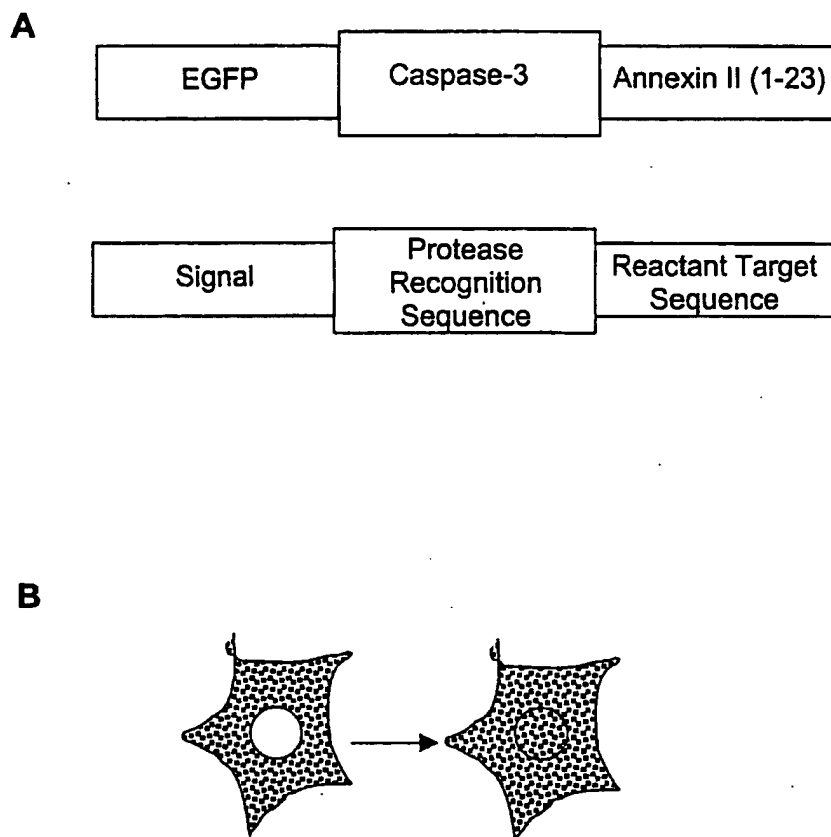 A
EGFP
Caspase-3
Annexin II (1-23)
Signal
Protease
Recognition
Sequence
Reactant Target
Sequence
B